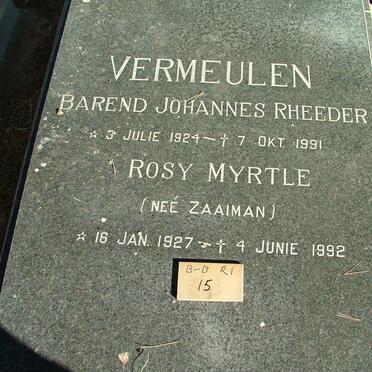 VERMEULEN
BAREND JOHANNES RHEEDER
☆ 3 JULIE 1924 – ✝ 7 OKT. 1991
ROSY MYRTLE
(NEÉ ZAAIMAN)
☆ 16 JAN. 1927 – ✝ 4 JUNIE 1992
B–B R1
15